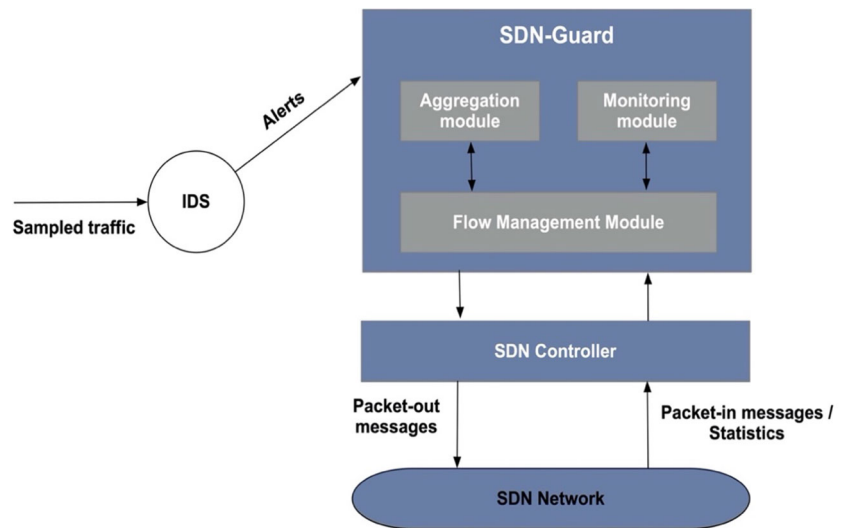 SDN-Guard
Aggregation
module
Monitoring
module
Alerts
IDS
Sampled traffic
Flow Management Module
SDN Controller
Packet-out
messages
Packet-in messages /
Statistics
SDN Network